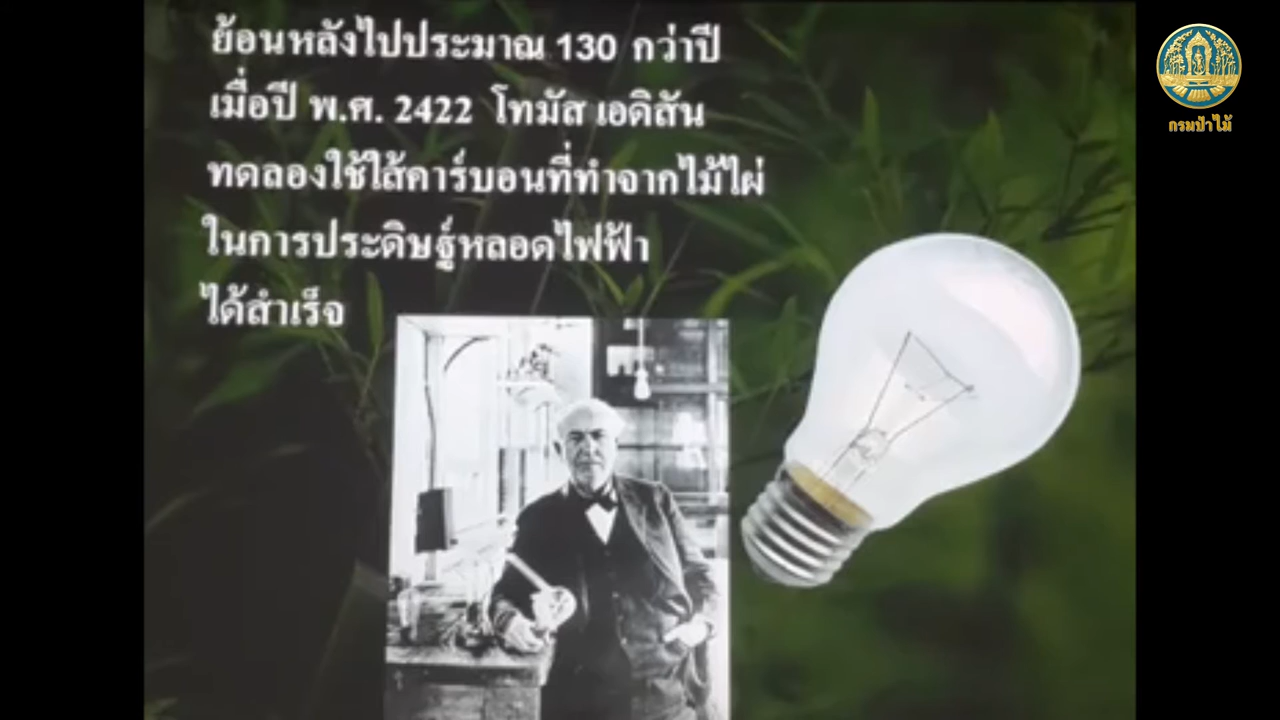 ย้อนหลังไปประมาณ 130 กว่าปี
เมื่อปี พ.ศ. 2422 โทมัส เอดิสัน
ทดลองใช้ใส้คาร์บอนที่ทำจากไม้ไผ่
ในการประดิษฐ์หลอดไฟฟ้า
ได้สำเร็จ
กรมป่าไม้